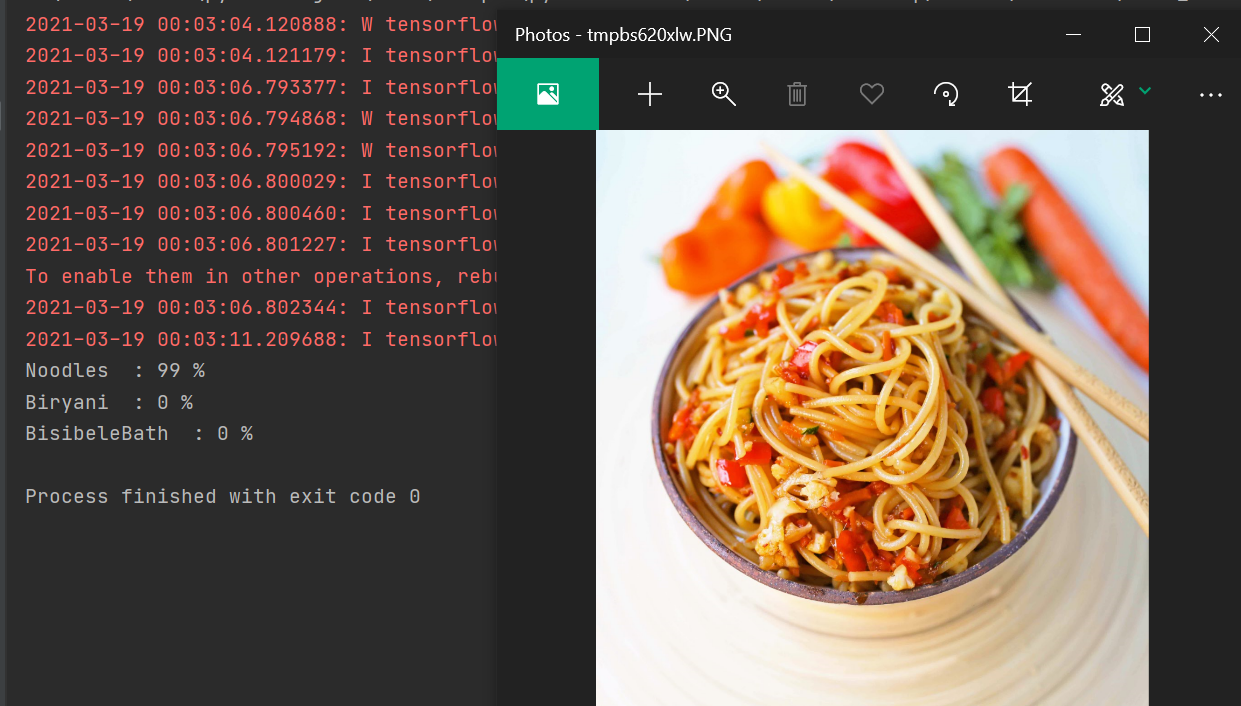 2021-03-19 00:03:04.120888: W tensorflow
2021-03-19 00:03:04.121179: I tensorflow
2021-03-19 00:03:06.793377: I tensorflow
2021-03-19 00:03:06.794868: W tensorflow
2021-03-19 00:03:06.795192: W tensorflow
2021-03-19 00:03:06.800029: I tensorflow
2021-03-19 00:03:06.800460: I tensorflow
2021-03-19 00:03:06.801227: I tensorflow
To enable them in other operations, reb
2021-03-19 00:03:06.802344: I tensorflow
2021-03-19 00:03:11.209688: I tensorflow
Noodles : 99 %
Biryani : 0 %
BisibeleBath : 0 %
Process finished with exit code 0
Photos - tmpbs620xlw.PNG